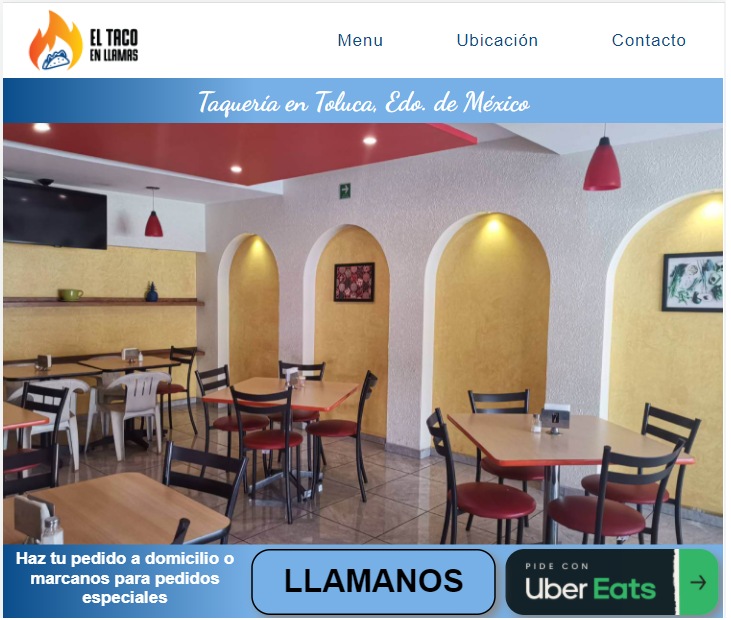 EL TACO
EN LLAMAS
Menu
Ubicación
Contacto
Taquería en Toluca, Edo. de México
Haz tu pedido a domicilio o
marcanos para pedidos
especiales
LLAMANOS
PIDE CON
Uber Eats